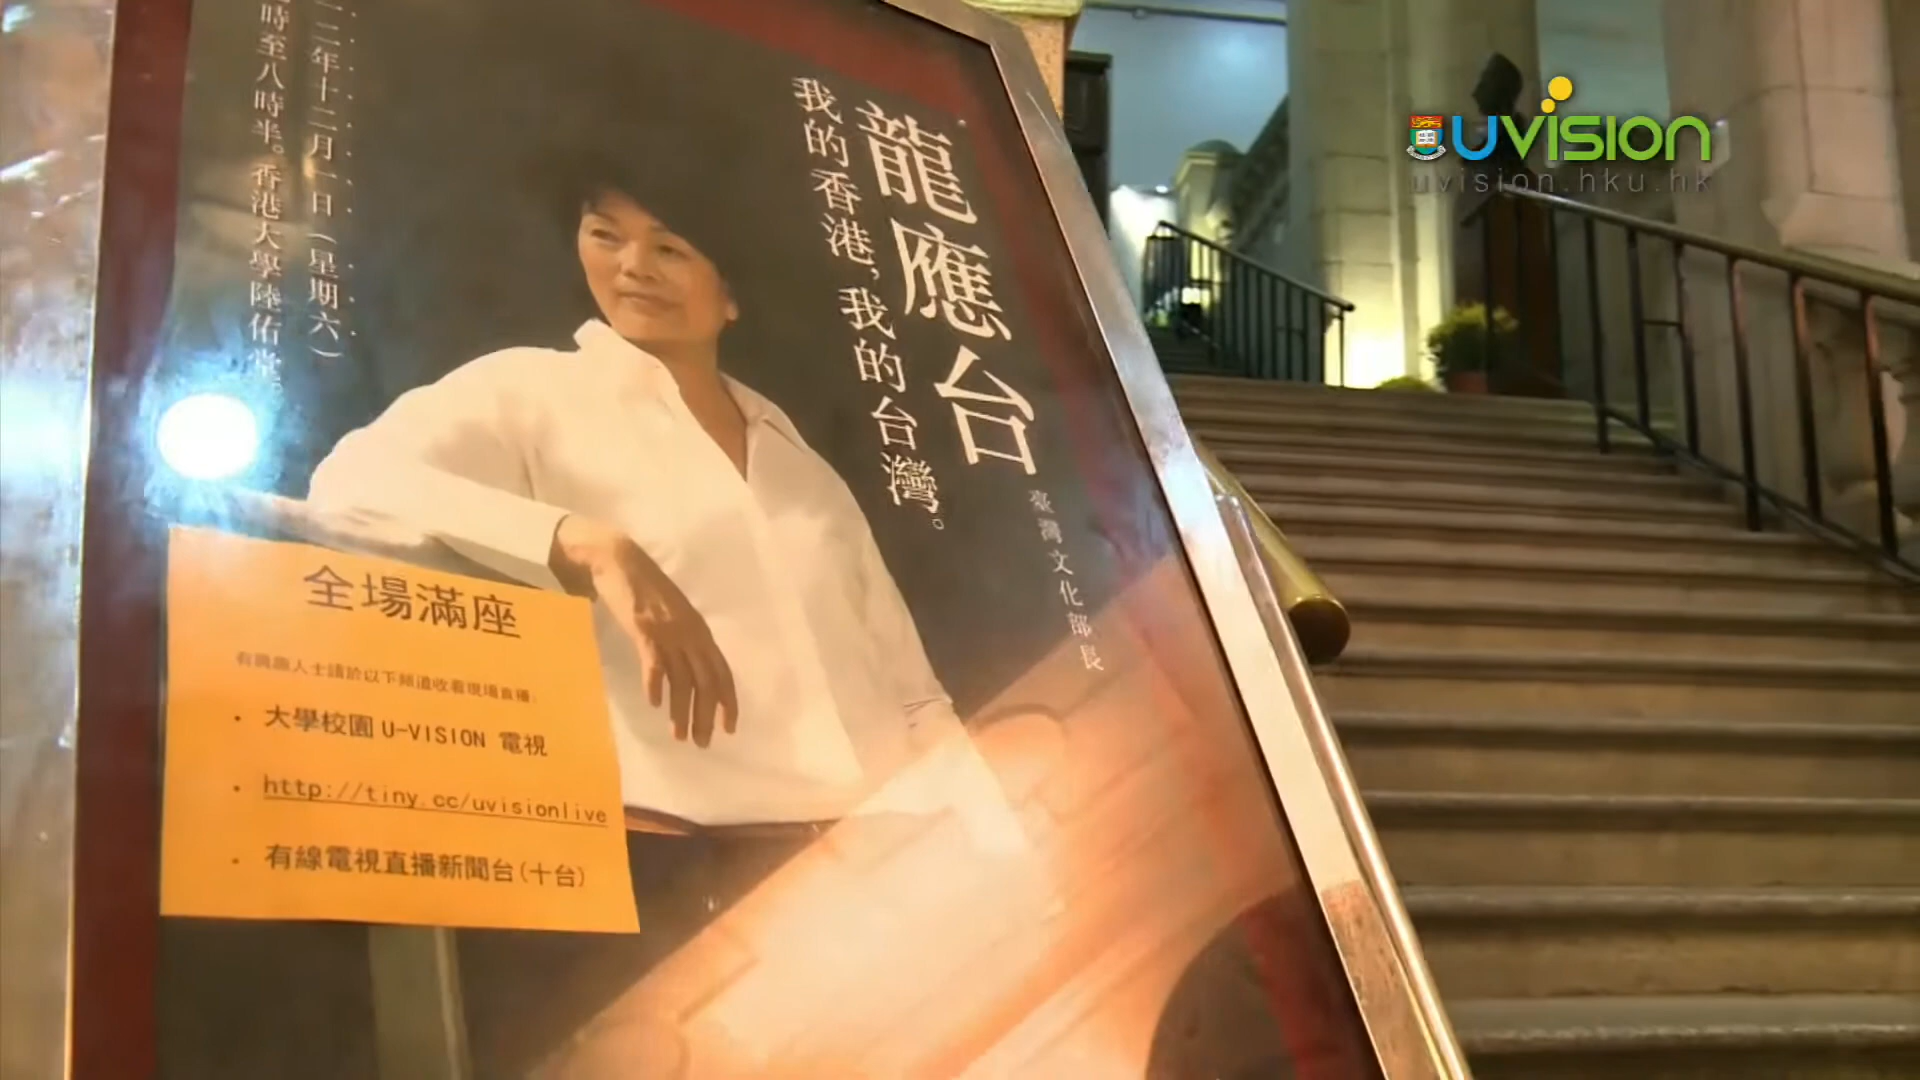 龍應台
我的香港,我的台灣。
臺灣文化部長
二年十二月一日(星期六)
時至八時半。香港大學陸佑堂
全場滿座
有興趣人士請於以下頻道收看現場直播:
· 大學校園 U-VISION 電視
· http://tiny.cc/uvisionlive
· 有線電視直播新聞台(十台)
UVISION
uvision.hku.hk